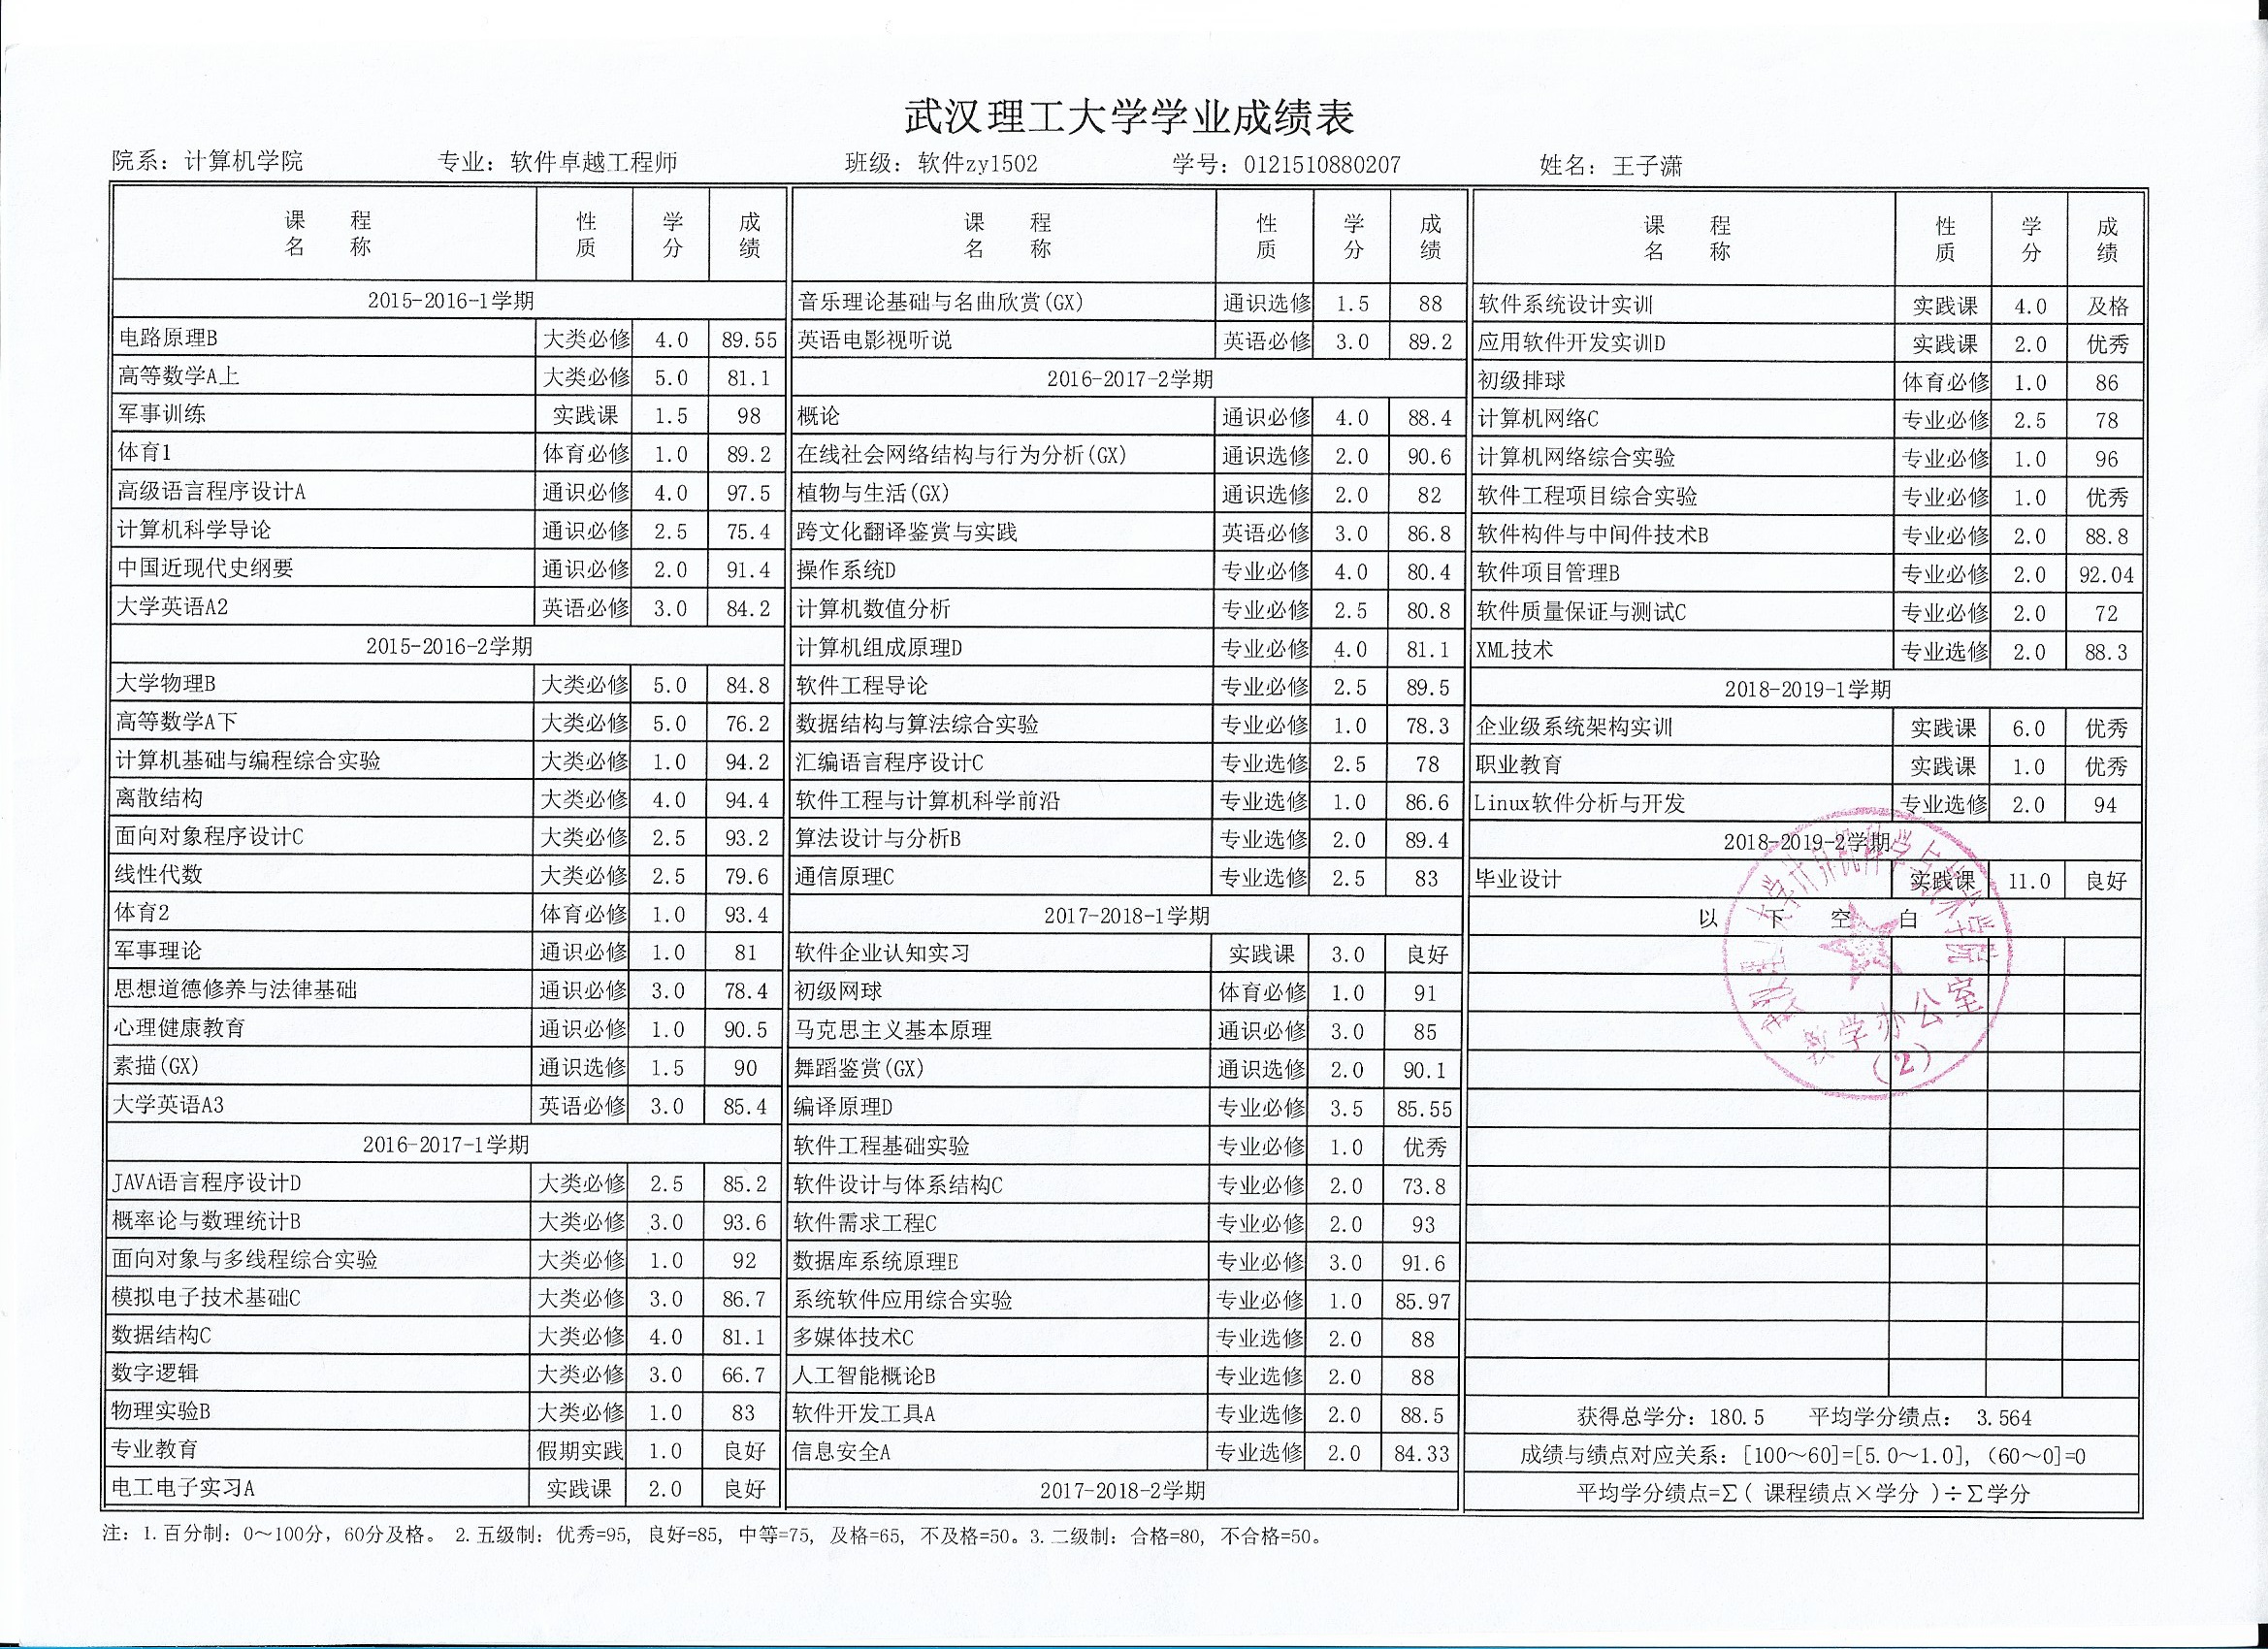 武汉理工大学学业成绩表
院系：计算机学院 专业：软件卓越工程师 班级：软件zy1502 学号：0121510880207 姓名：王子潇
课程名称 性质 学分 成绩
2015-2016-1学期
电路原理B 大类必修 4.0 89.55
高等数学A上 大类必修 5.0 81.1
军事训练 实践课 1.5 98
体育1 体育必修 1.0 89.2
高级语言程序设计A 通识必修 4.0 97.5
计算机科学导论 通识必修 2.5 75.4
中国近现代史纲要 通识必修 2.0 91.4
大学英语A2 英语必修 3.0 84.2
2015-2016-2学期
大学物理B 大类必修 5.0 84.8
高等数学A下 大类必修 5.0 76.2
计算机基础与编程综合实验 大类必修 1.0 94.2
离散结构 大类必修 4.0 94.4
面向对象程序设计C 大类必修 2.5 93.2
线性代数 大类必修 2.5 79.6
体育2 体育必修 1.0 93.4
军事理论 通识必修 1.0 81
思想道德修养与法律基础 通识必修 3.0 78.4
心理健康教育 通识必修 1.0 90.5
素描(GX) 通识选修 1.5 90
大学英语A3 英语必修 3.0 85.4
2016-2017-1学期
JAVA语言程序设计D 大类必修 2.5 85.2
概率论与数理统计B 大类必修 3.0 93.6
面向对象与多线程综合实验 大类必修 1.0 92
模拟电子技术基础C 大类必修 3.0 86.7
数据结构C 大类必修 4.0 81.1
数字逻辑 大类必修 3.0 66.7
物理实验B 大类必修 1.0 83
专业教育 假期实践 1.0 良好
电工电子实习A 实践课 2.0 良好
课程名称 性质 学分 成绩
音乐理论基础与名曲欣赏(GX) 通识选修 1.5 88
英语电影视听说 英语必修 3.0 89.2
2016-2017-2学期
概论 通识必修 4.0 88.4
在线社会网络结构与行为分析(GX) 通识选修 2.0 90.6
植物与生活(GX) 通识选修 2.0 82
跨文化翻译鉴赏与实践 英语必修 3.0 86.8
操作系统D 专业必修 4.0 80.4
计算机数值分析 专业必修 2.5 80.8
计算机组成原理D 专业必修 4.0 81.1
软件工程导论 专业必修 2.5 89.5
数据结构与算法综合实验 专业必修 1.0 78.3
汇编语言程序设计C 专业选修 2.5 78
软件工程与计算机科学前沿 专业选修 1.0 86.6
算法设计与分析B 专业选修 2.0 89.4
通信原理C 专业选修 2.5 83
2017-2018-1学期
软件企业认知实习 实践课 3.0 良好
初级网球 体育必修 1.0 91
马克思主义基本原理 通识必修 3.0 85
舞蹈鉴赏(GX) 通识选修 2.0 90.1
编译原理D 专业必修 3.5 85.55
软件工程基础实验 专业必修 1.0 优秀
软件设计与体系结构C 专业必修 2.0 73.8
软件需求工程C 专业必修 2.0 93
数据库系统原理E 专业必修 3.0 91.6
系统软件应用综合实验 专业必修 1.0 85.97
多媒体技术C 专业选修 2.0 88
人工智能概论B 专业选修 2.0 88
软件开发工具A 专业选修 2.0 88.5
信息安全A 专业选修 2.0 84.33
2017-2018-2学期
课程名称 性质 学分 成绩
软件系统设计实训 实践课 4.0 及格
应用软件开发实训D 实践课 2.0 优秀
初级排球 体育必修 1.0 86
计算机网络C 专业必修 2.5 78
计算机网络综合实验 专业必修 1.0 96
软件工程项目综合实验 专业必修 1.0 优秀
软件构件与中间件技术B 专业必修 2.0 88.8
软件项目管理B 专业必修 2.0 92.04
软件质量保证与测试C 专业必修 2.0 72
XML技术 专业选修 2.0 88.3
2018-2019-1学期
企业级系统架构实训 实践课 6.0 优秀
职业教育 实践课 1.0 优秀
Linux软件分析与开发 专业选修 2.0 94
2018-2019-2学期
毕业设计 实践课 11.0 良好
以下空白
武汉理工大学计算机科学与技术学院
教学办公室
(2)
获得总学分：180.5 平均学分绩点： 3.564
成绩与绩点对应关系：[100～60]=[5.0～1.0]，（60～0]=0
平均学分绩点=Σ( 课程绩点×学分 )÷Σ学分
注：1.百分制：0～100分，60分及格。 2.五级制：优秀=95, 良好=85, 中等=75, 及格=65, 不及格=50。3.二级制：合格=80, 不合格=50。